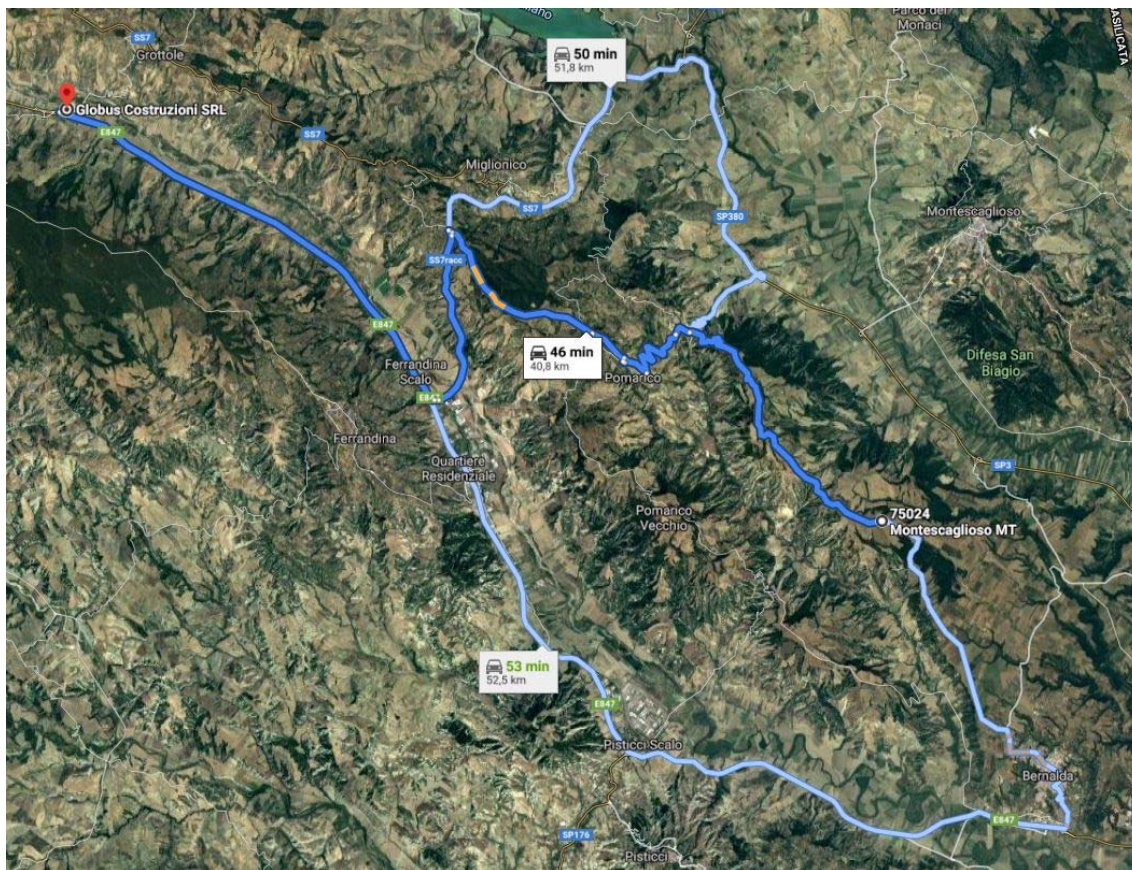 Parco dei
Monaci
BASILICATA
SS7
Grottole
50 min
51,8 km
Globus Costruzioni SRL
E847
SS7
Miglionico
SS7
SP380
Montescaglioso
SS7racc
E847
46 min
40,8 km
Ferrandina
Scalo
Pomarico
Difesa San
Biagio
E847
Ferrandina
Quartiere
Residenziale
SP3
Pomarico
Vecchio
75024
Montescaglioso MT
53 min
52,5 km
E847
Pisticci Scalo
Bernalda
E847
SP176
Pisticci